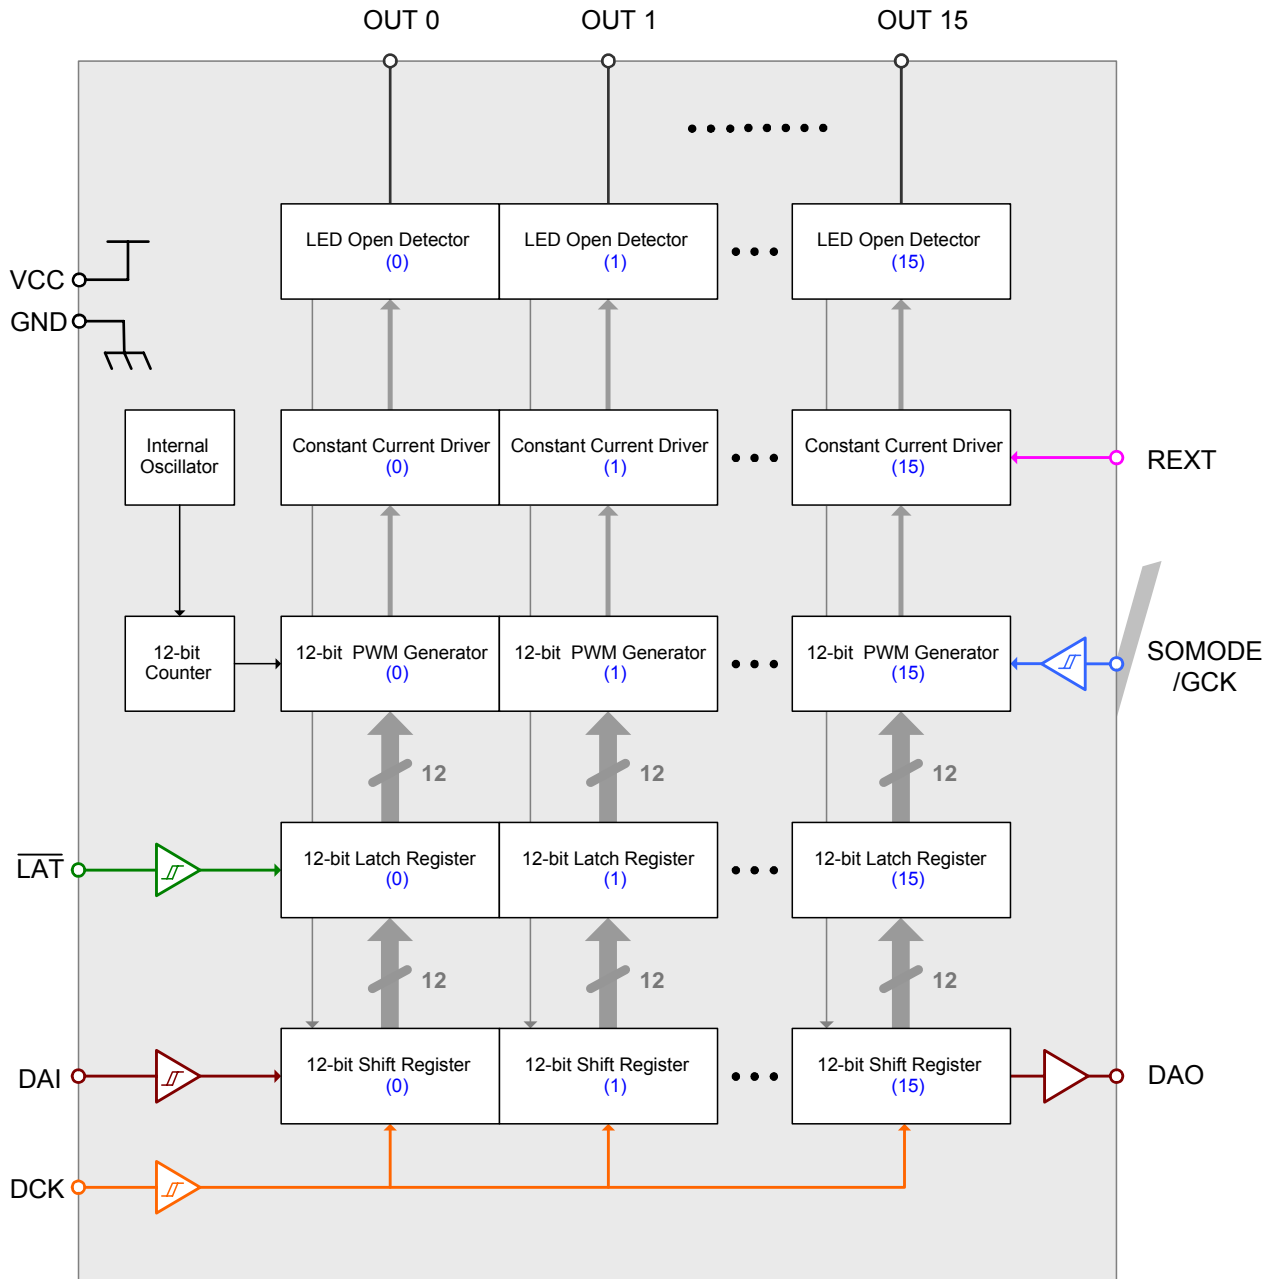 OUT 0
OUT 1
OUT 15
LED Open Detector
(0)
LED Open Detector
(1)
LED Open Detector
(15)
VCC
GND
Internal
Oscillator
Constant Current Driver
(0)
Constant Current Driver
(1)
Constant Current Driver
(15)
REXT
12-bit
Counter
12-bit PWM Generator
(0)
12-bit PWM Generator
(1)
12-bit PWM Generator
(15)
SOMODE
/GCK
12
12
12
L̅A̅T̅
12-bit Latch Register
(0)
12-bit Latch Register
(1)
12-bit Latch Register
(15)
12
12
12
DAI
12-bit Shift Register
(0)
12-bit Shift Register
(1)
12-bit Shift Register
(15)
DAO
DCK